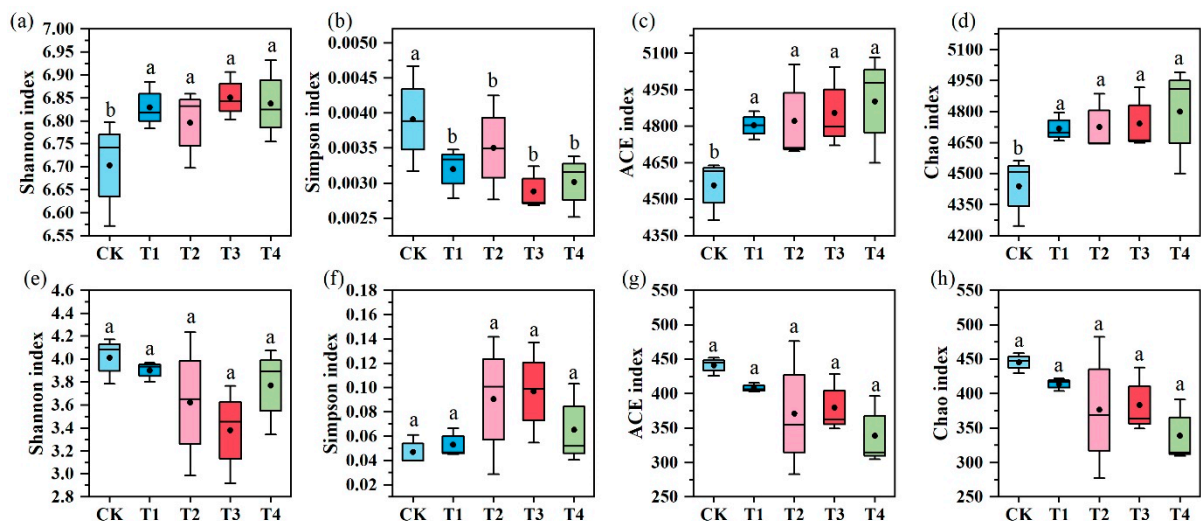 (a)
Shannon index
7.00
6.95
6.90
6.85
6.80
6.75
6.70
6.65
6.60
6.55
b a a a a
CK T1 T2 T3 T4
(b)
Simpson index
0.0050
0.0045
0.0040
0.0035
0.0030
0.0025
a b b b b
CK T1 T2 T3 T4
(c)
ACE index
5100
4950
4800
4650
4500
4350
b a a a a
CK T1 T2 T3 T4
(d)
Chao index
5100
4950
4800
4650
4500
4350
4200
b a a a a
CK T1 T2 T3 T4
(e)
Shannon index
4.6
4.4
4.2
4.0
3.8
3.6
3.4
3.2
3.0
2.8
a a a a a
CK T1 T2 T3 T4
(f)
Simpson index
0.18
0.16
0.14
0.12
0.10
0.08
0.06
0.04
0.02
a a a a a
CK T1 T2 T3 T4
(g)
ACE index
550
500
450
400
350
300
250
a a a a a
CK T1 T2 T3 T4
(h)
Chao index
550
500
450
400
350
300
250
a a a a a
CK T1 T2 T3 T4